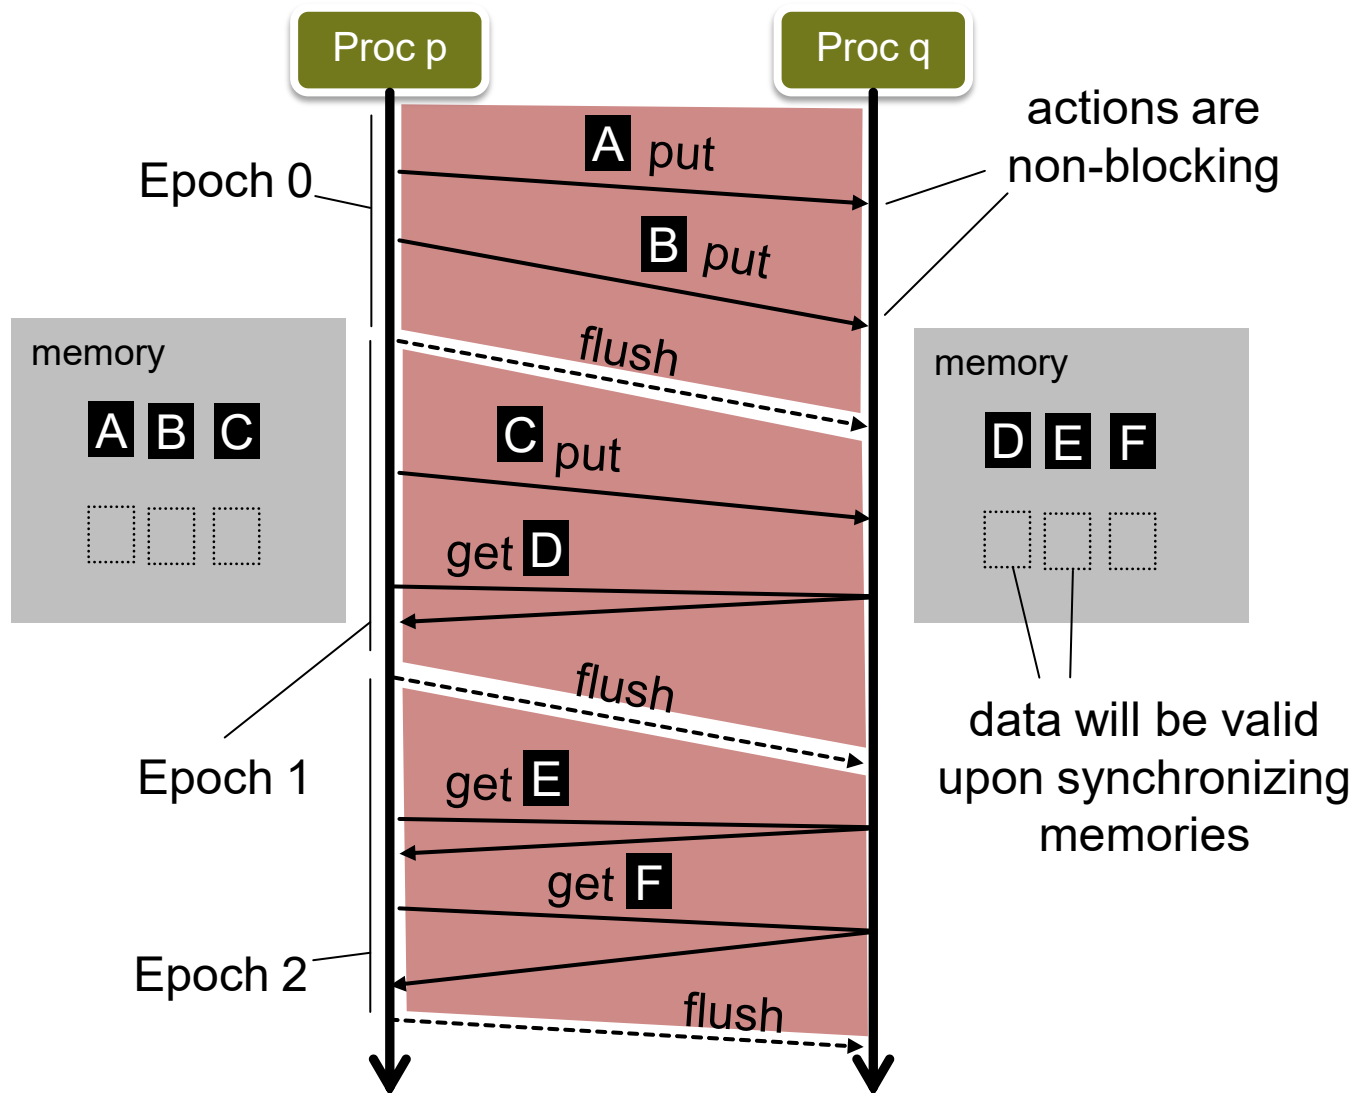 Proc p
Proc q
actions are
non-blocking
A put
Epoch 0
B put
flush
memory
memory
A B C
D E F
C put
get D
flush
data will be valid
upon synchronizing
memories
Epoch 1
get E
get F
Epoch 2
flush